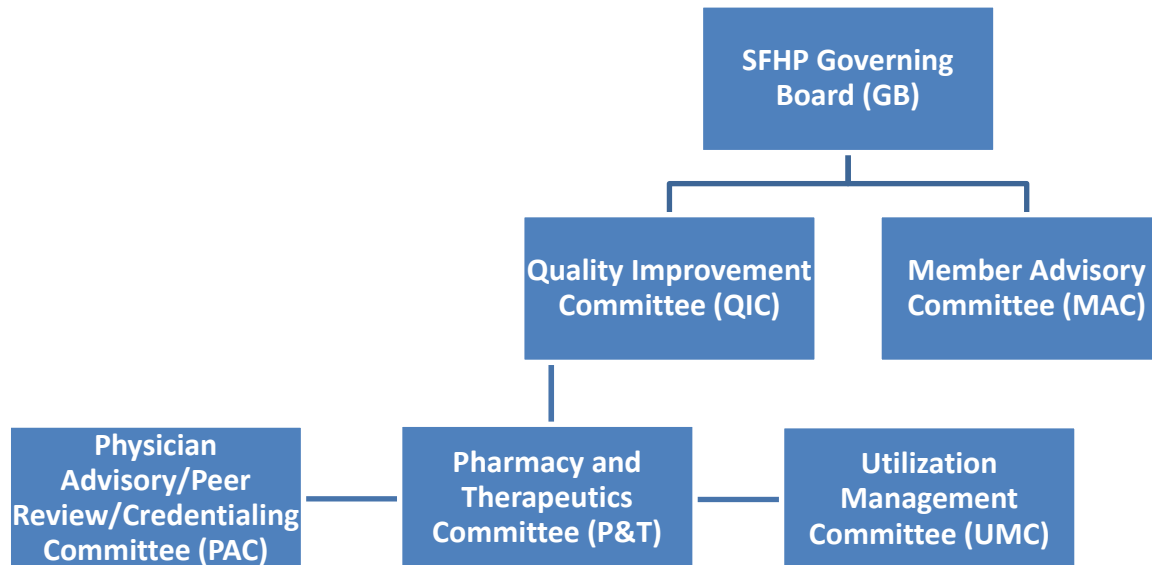 SFHP Governing
Board (GB)
Quality Improvement
Committee (QIC)
Member Advisory
Committee (MAC)
Physician
Advisory/Peer
Review/Credentialing
Committee (PAC)
Pharmacy and
Therapeutics
Committee (P&T)
Utilization
Management
Committee (UMC)